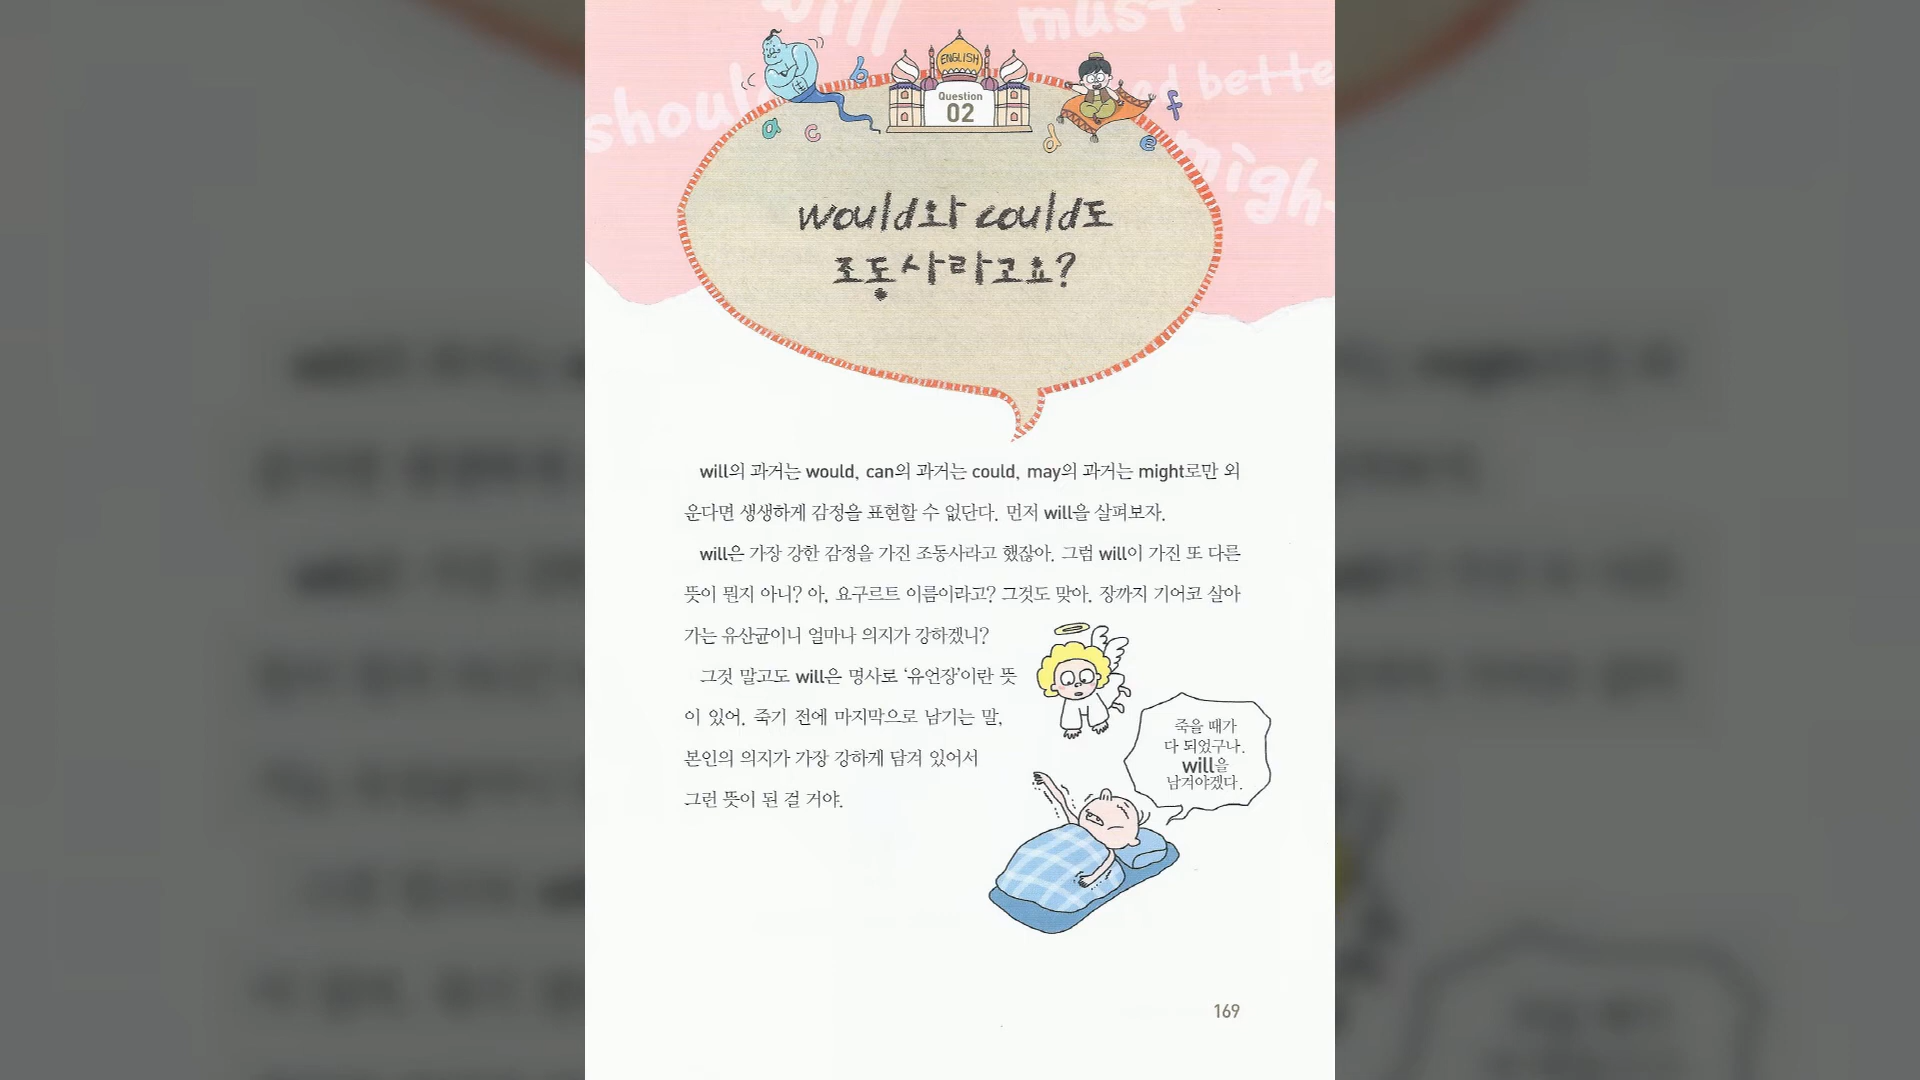 will
must
should
had better
ENGLISH
Question
02
a
b
c
d
e
f
would와 could도
조동사라고요?
will의 과거는 would, can의 과거는 could, may의 과거는 might로만 외
운다면 생생하게 감정을 표현할 수 없단다. 먼저 will을 살펴보자.
will은 가장 강한 감정을 가진 조동사라고 했잖아. 그럼 will이 가진 또 다른
뜻이 뭔지 아니? 아, 요구르트 이름이라고? 그것도 맞아. 장까지 기어코 살아
가는 유산균이니 얼마나 의지가 강하겠니?
그것 말고도 will은 명사로 ‘유언장’이란 뜻
이 있어. 죽기 전에 마지막으로 남기는 말,
본인의 의지가 가장 강하게 담겨 있어서
그런 뜻이 된 걸 거야.
죽을 때가
다 되었구나.
will을
남겨야겠다.
169